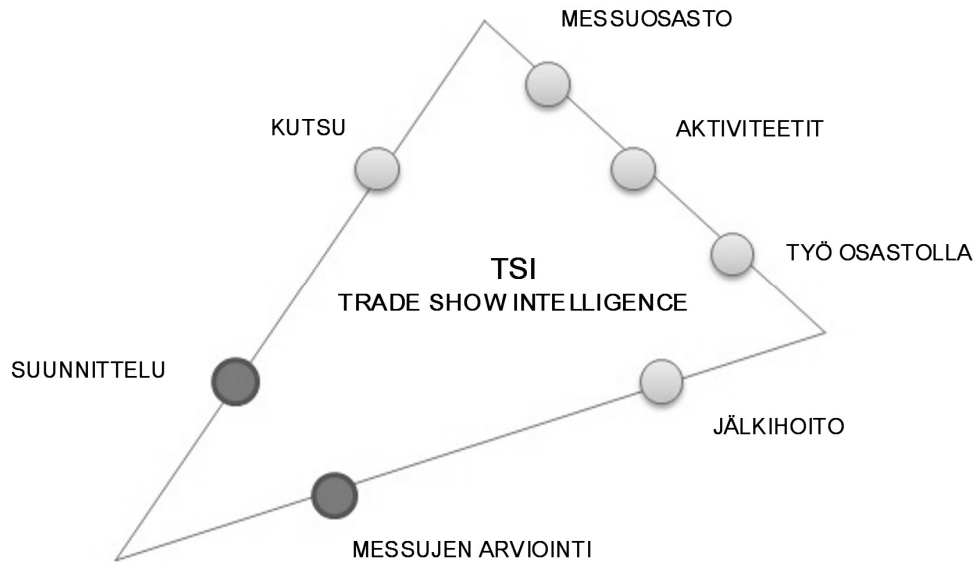 MESSUOSASTO
KUTSU
AKTIVITEETIT
TYÖ OSASTOLLA
TSI
TRADE SHOW INTELLIGENCE
SUUNNITTELU
JÄLKIHOITO
MESSUJEN ARVIOINTI